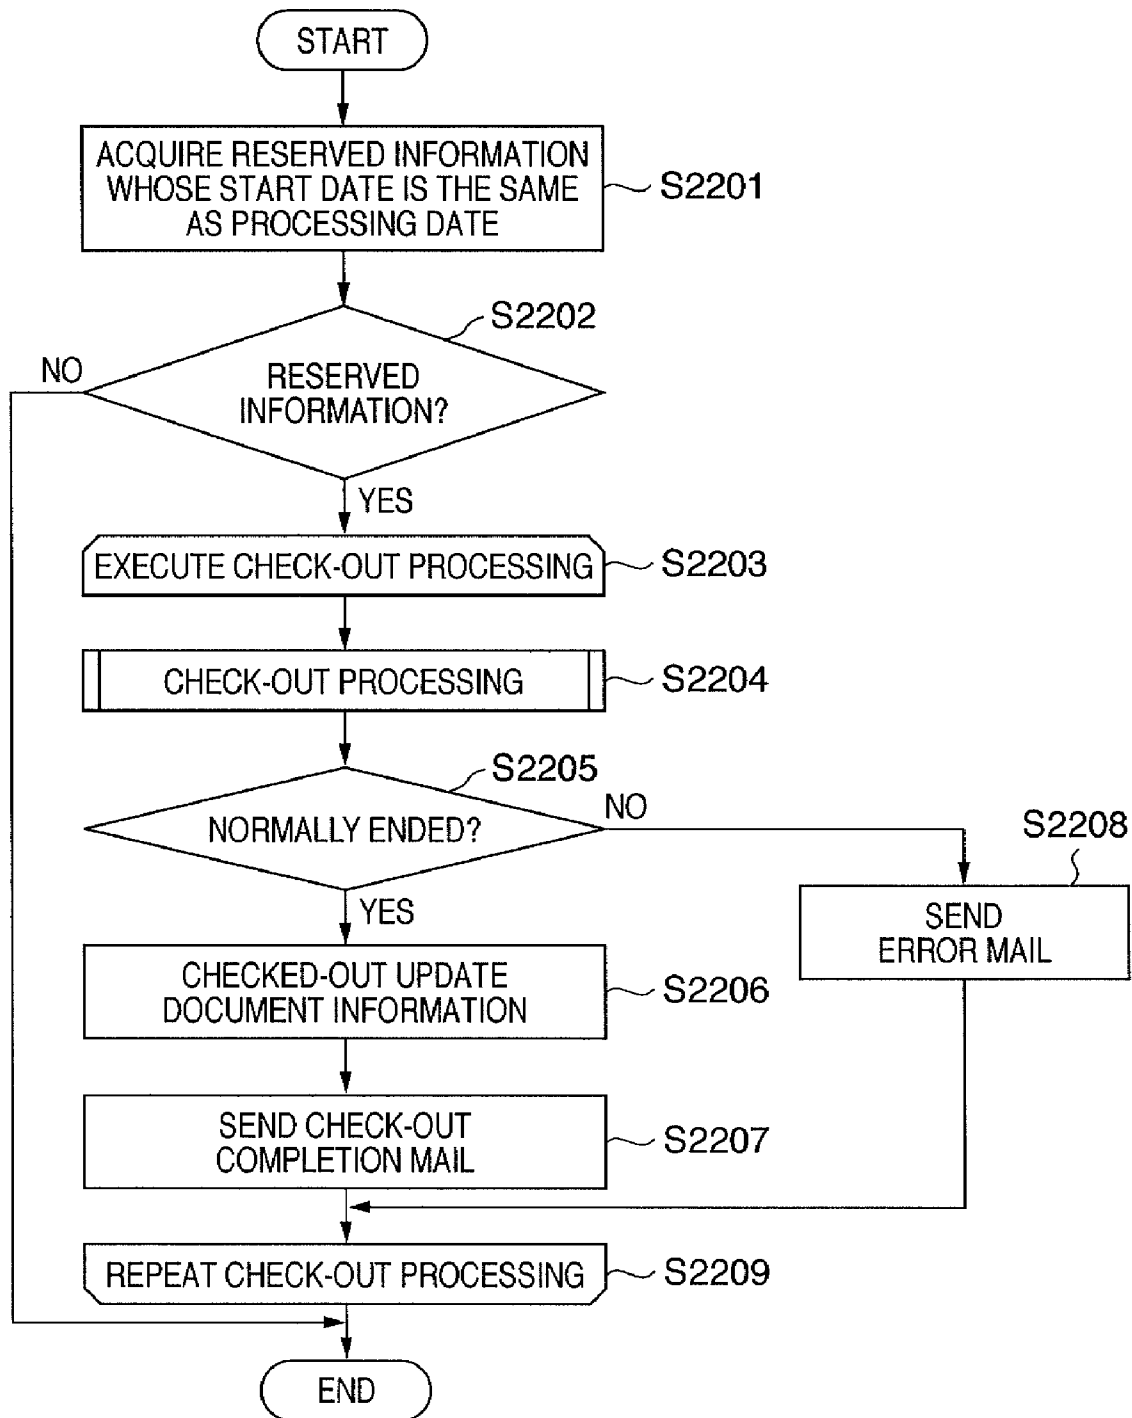 START
ACQUIRE RESERVED INFORMATION
WHOSE START DATE IS THE SAME
AS PROCESSING DATE
S2201
S2202
NO
RESERVED
INFORMATION?
YES
EXECUTE CHECK-OUT PROCESSING
S2203
CHECK-OUT PROCESSING
S2204
S2205
NORMALLY ENDED?
NO
S2208
SEND
ERROR MAIL
YES
CHECKED-OUT UPDATE
DOCUMENT INFORMATION
S2206
SEND CHECK-OUT
COMPLETION MAIL
S2207
REPEAT CHECK-OUT PROCESSING
S2209
END